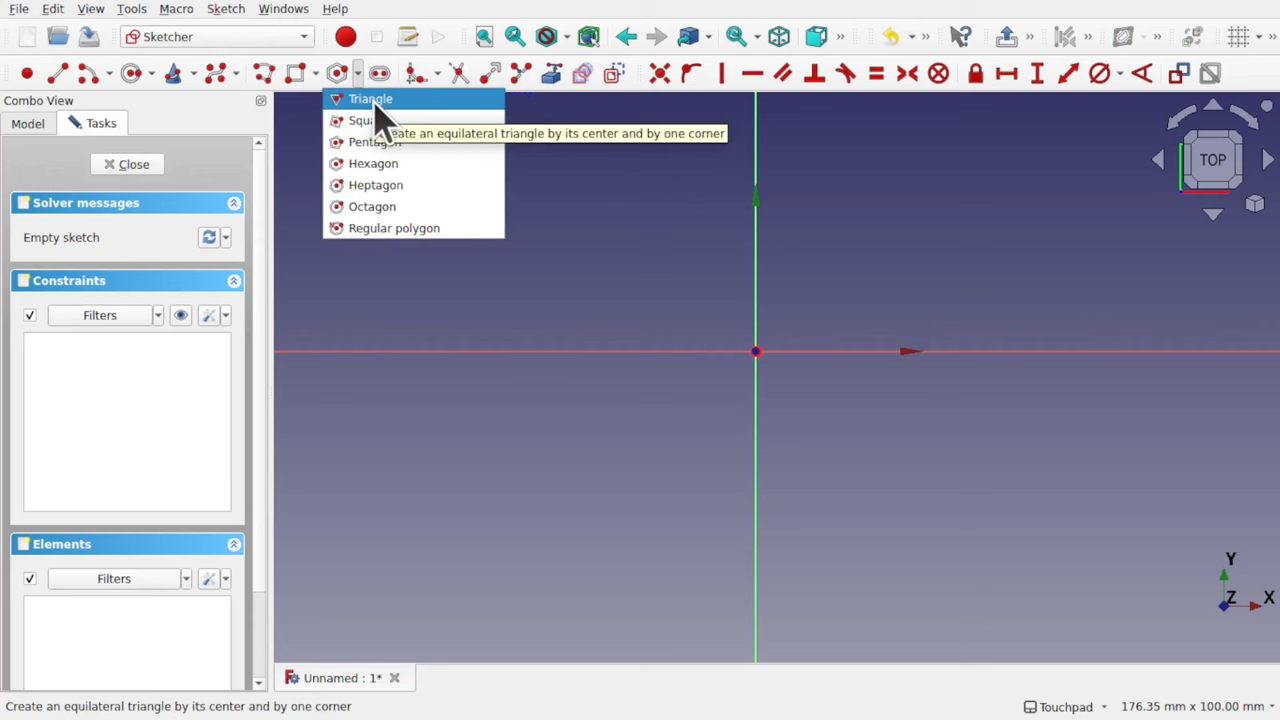 File Edit View Tools Macro Sketch Windows Help
Sketcher
Combo View
Model Tasks
Close
Solver messages
Empty sketch
Constraints
Filters
Elements
Filters
Triangle
Create an equilateral triangle by its center and by one corner
Pentagon
Hexagon
Heptagon
Octagon
Regular polygon
TOP
Y
Z X
Unnamed : 1*
Create an equilateral triangle by its center and by one corner
Touchpad 176.35 mm x 100.00 mm